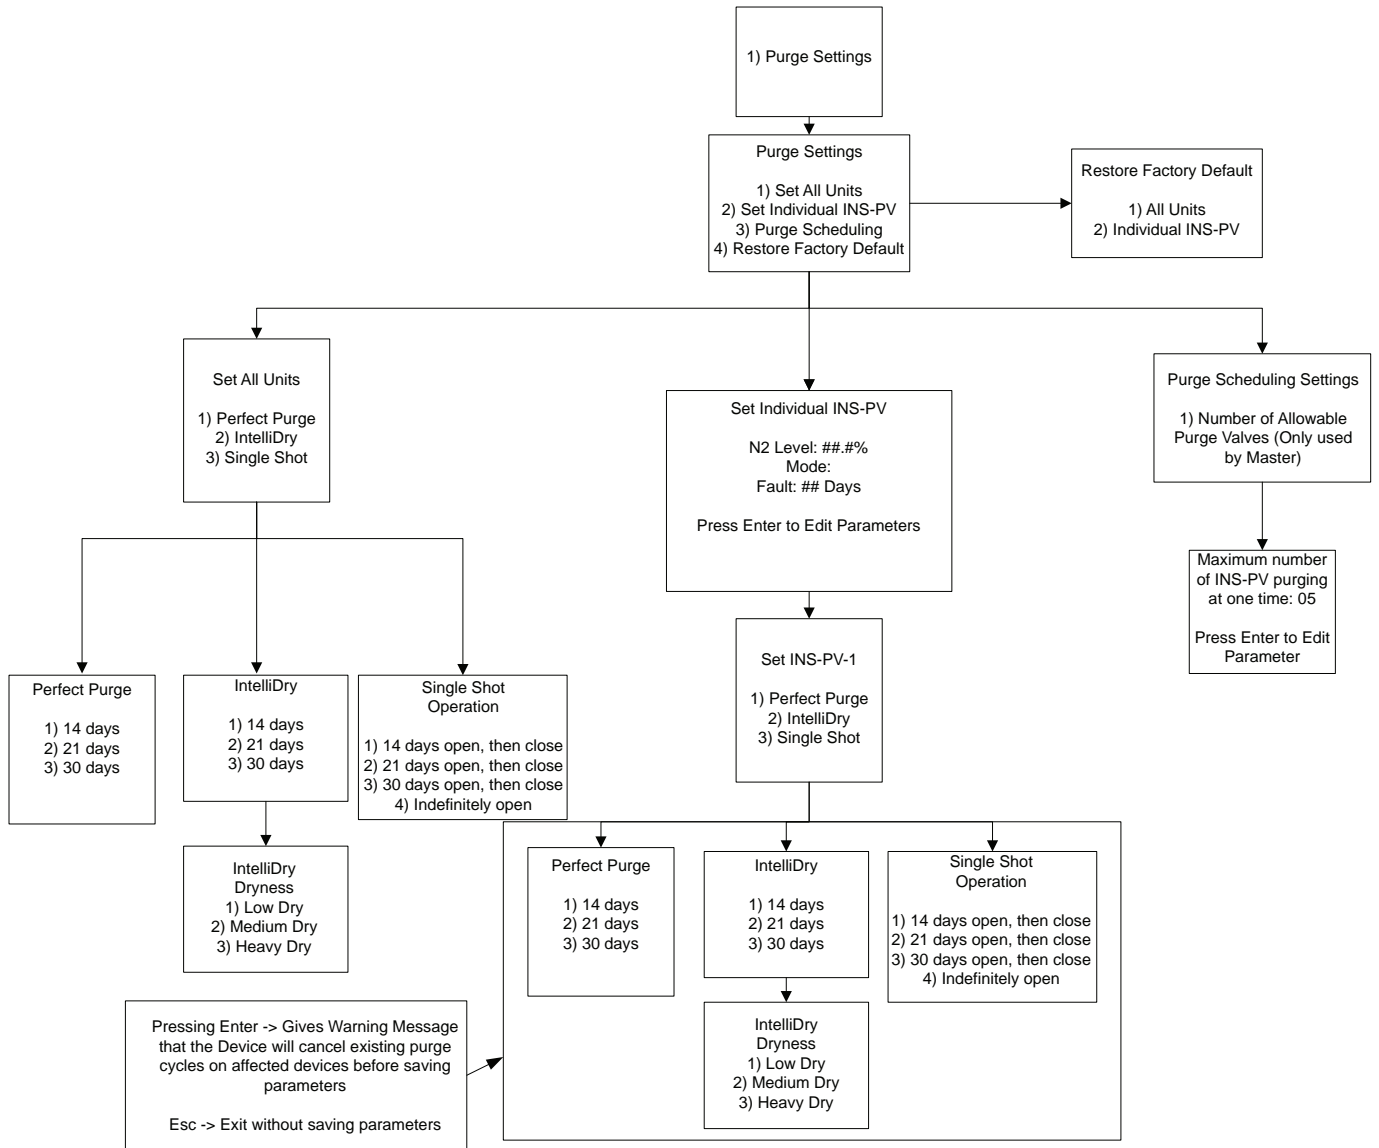 1) Purge Settings
Purge Settings
1) Set All Units
2) Set Individual INS-PV
3) Purge Scheduling
4) Restore Factory Default
Restore Factory Default
1) All Units
2) Individual INS-PV
Set All Units
1) Perfect Purge
2) IntelliDry
3) Single Shot
Set Individual INS-PV
N2 Level: ##.#%
Mode:
Fault: ## Days
Press Enter to Edit Parameters
Purge Scheduling Settings
1) Number of Allowable
Purge Valves (Only used
by Master)
Maximum number
of INS-PV purging
at one time: 05
Press Enter to Edit
Parameter
Perfect Purge
1) 14 days
2) 21 days
3) 30 days
IntelliDry
1) 14 days
2) 21 days
3) 30 days
Single Shot
Operation
1) 14 days open, then close
2) 21 days open, then close
3) 30 days open, then close
4) Indefinitely open
IntelliDry
Dryness
1) Low Dry
2) Medium Dry
3) Heavy Dry
Set INS-PV-1
1) Perfect Purge
2) IntelliDry
3) Single Shot
Perfect Purge
1) 14 days
2) 21 days
3) 30 days
IntelliDry
1) 14 days
2) 21 days
3) 30 days
Single Shot
Operation
1) 14 days open, then close
2) 21 days open, then close
3) 30 days open, then close
4) Indefinitely open
IntelliDry
Dryness
1) Low Dry
2) Medium Dry
3) Heavy Dry
Pressing Enter -> Gives Warning Message
that the Device will cancel existing purge
cycles on affected devices before saving
parameters
Esc -> Exit without saving parameters